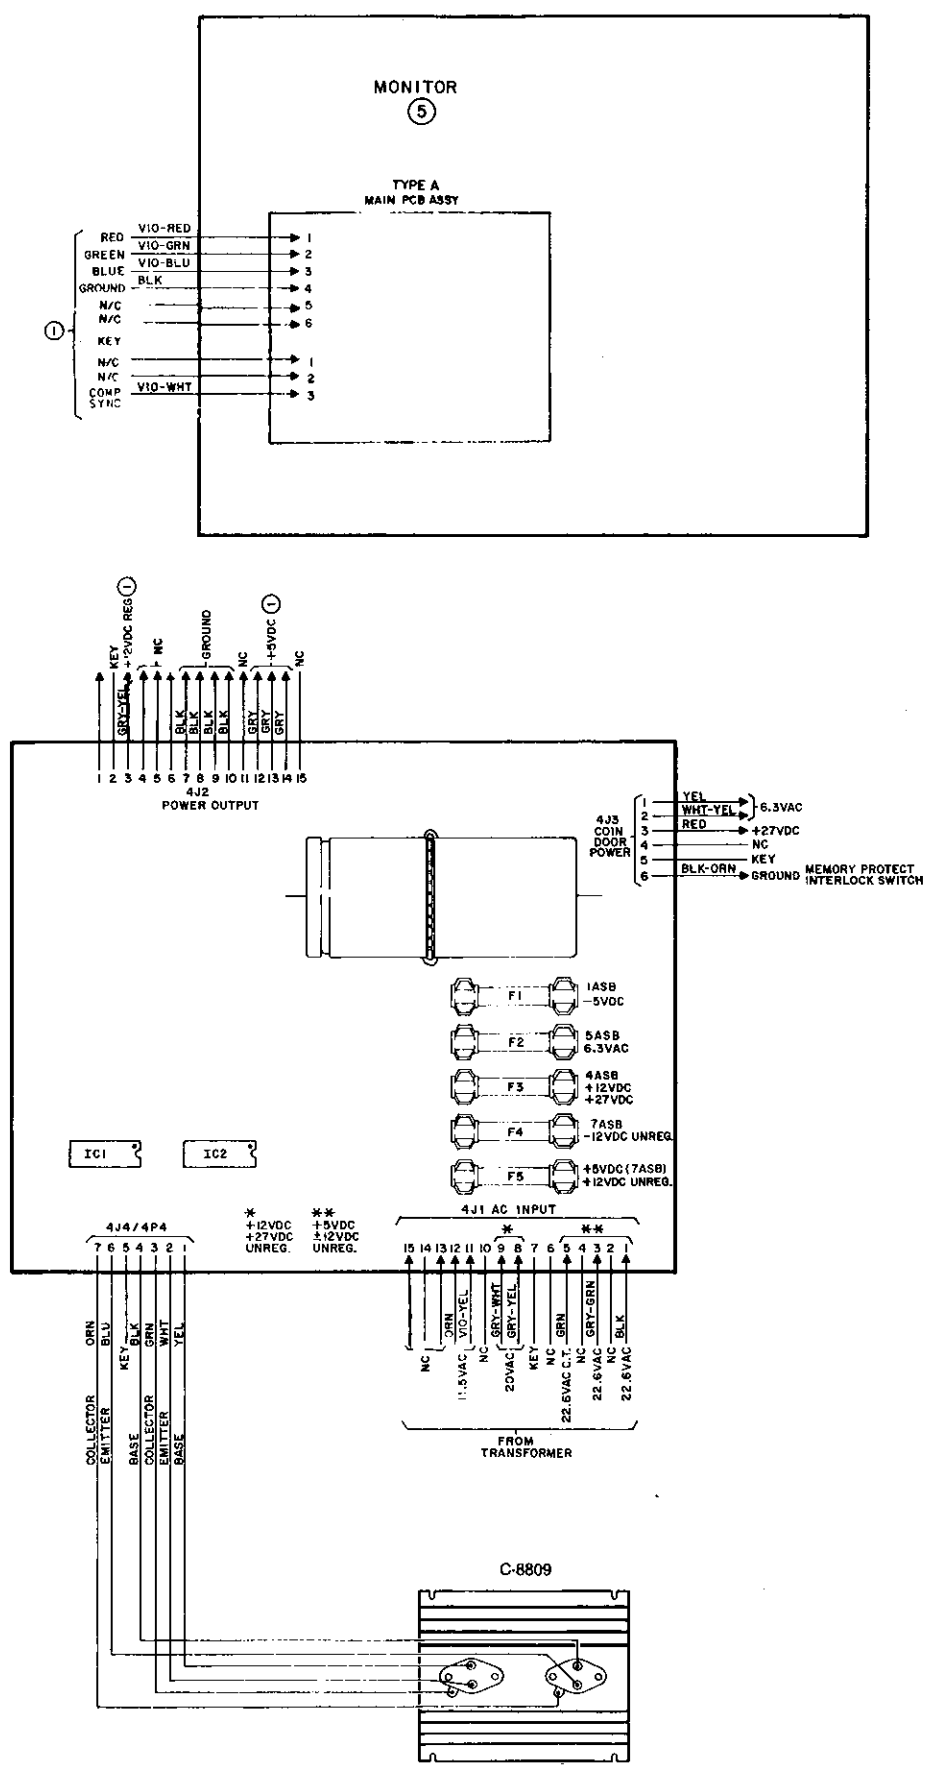 MONITOR
5
TYPE A
MAIN PCB ASSY
RED VIO-RED 1
GREEN VIO-GRN 2
BLUE VIO-BLU 3
GROUND BLK 4
N/C 5
N/C 6
1
KEY
N/C 1
N/C 2
COMP SYNC VIO-WHT 3
KEY
+12VDC REG 1
NC
GROUND
NC
+5VDC 1
NC
GRY-YEL
BLK
BLK
BLK
BLK
GRY
GRY
GRY
1 2 3 4 5 6 7 8 9 10 11 12 13 14 15
4J2
POWER OUTPUT
4J3
COIN
DOOR
POWER
1 YEL
2 WHT-YEL
6.3VAC
3 RED +27VDC
4 NC
5 KEY
6 BLK-ORN GROUND
MEMORY PROTECT
INTERLOCK SWITCH
F1
1ASB
-5VDC
F2
5ASB
6.3VAC
F3
4ASB
+12VDC
+27VDC
F4
7ASB
-12VDC UNREG.
F5
+5VDC (7ASB)
+12VDC UNREG.
IC1
IC2
4J4/4P4
7 6 5 4 3 2 1
*
+12VDC
+27VDC
UNREG.
**
+5VDC
±12VDC
UNREG.
4J1 AC INPUT
* **
15 14 13 12 11 10 9 8 7 6 5 4 3 2 1
ORN
BLU
KEY
BLK
GRN
WHT
YEL
COLLECTOR
EMITTER
BASE
COLLECTOR
EMITTER
BASE
NC
ORN
VIO-YEL
11.5VAC
NC
GRY-WHT
GRY-YEL
20VAC
KEY
NC
GRN
22.6VAC C.T.
NC
GRY-GRN
22.6VAC
NC
BLK
22.6VAC
FROM
TRANSFORMER
C-8809